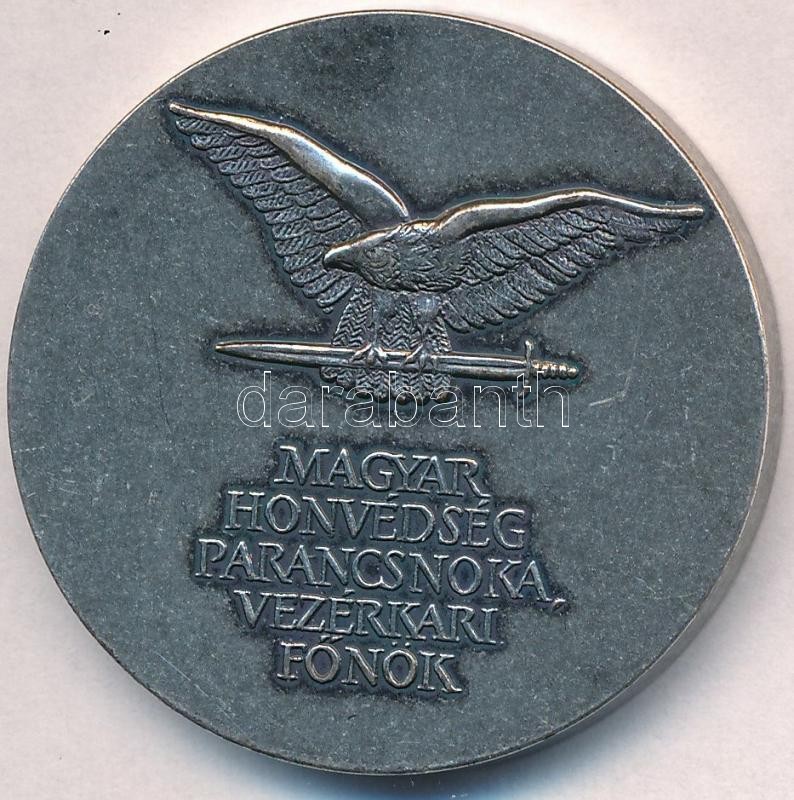 darabanth
MAGYAR
HONVÉDSÉG
PARANCSNOKA,
VEZÉRKARI
FŐNÖK